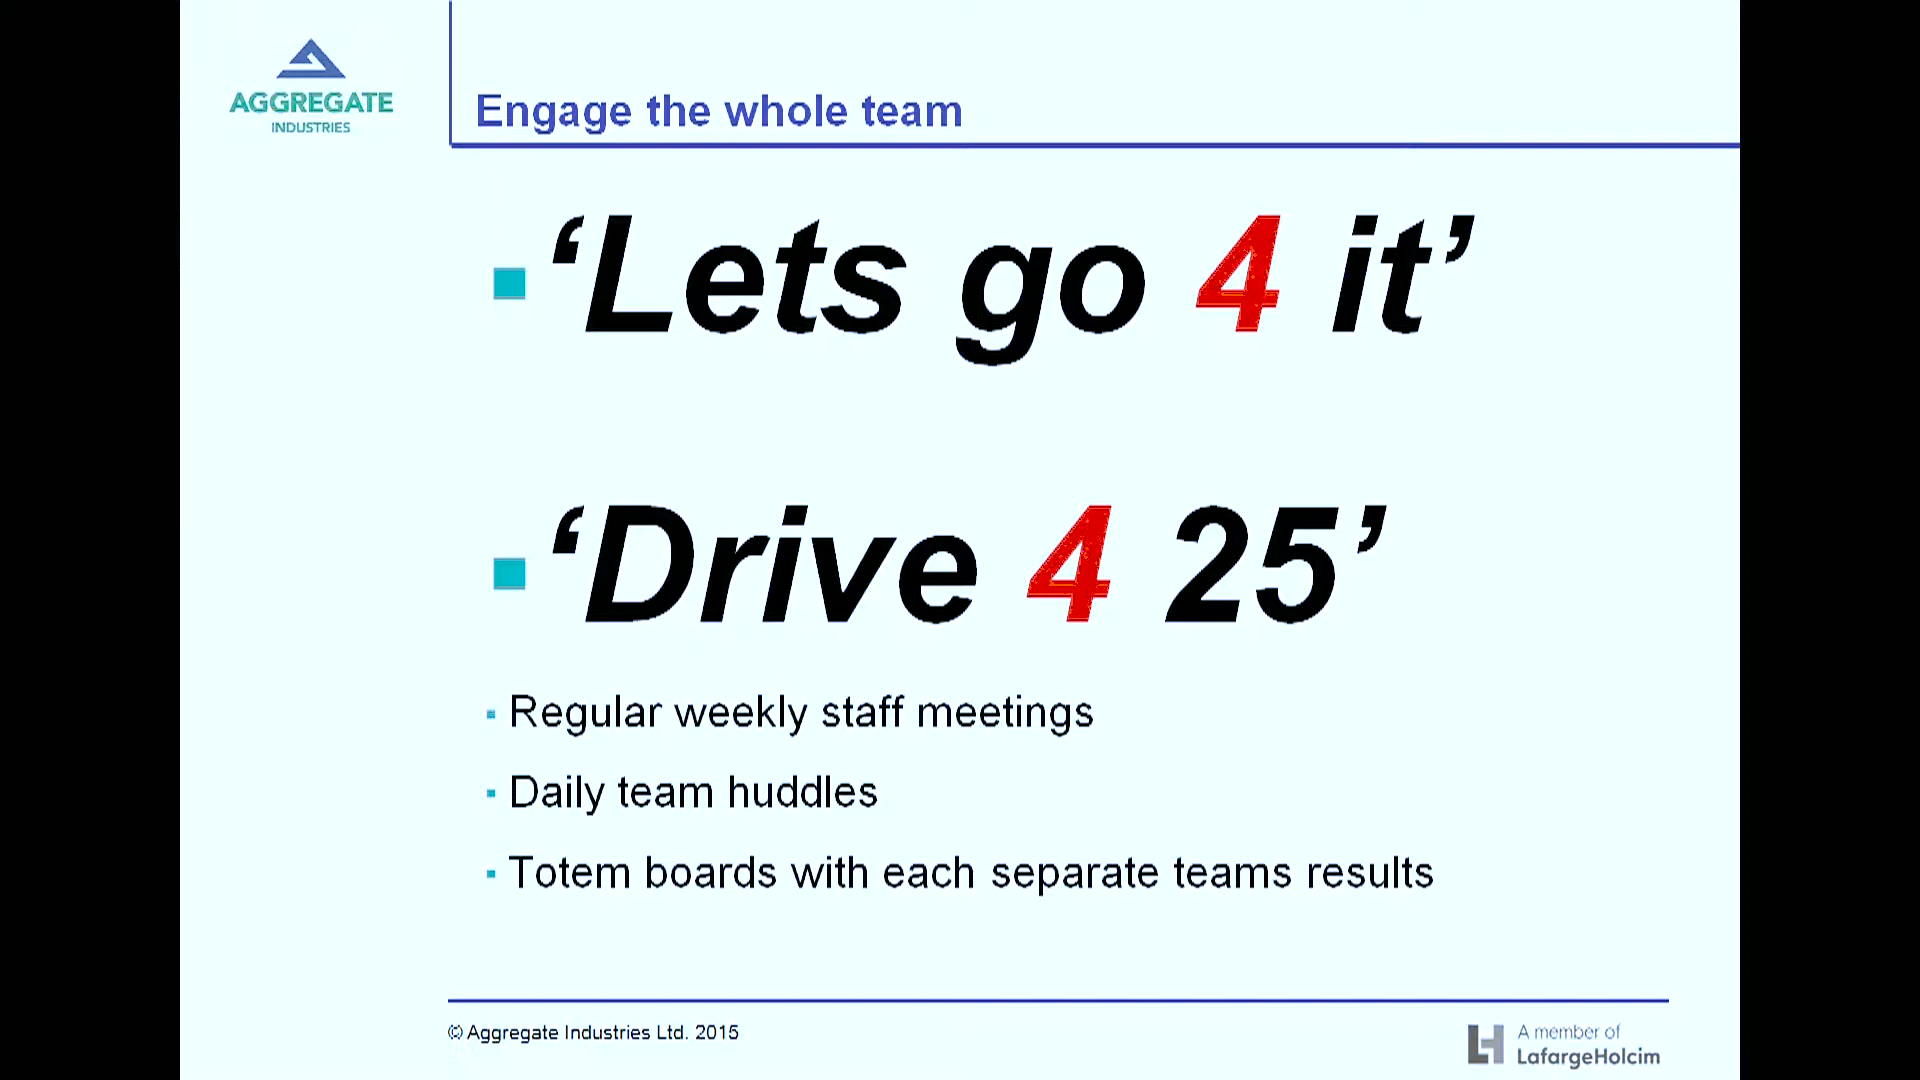 AGGREGATE
INDUSTRIES
Engage the whole team
‘Lets go 4 it’
‘Drive 4 25’
Regular weekly staff meetings
Daily team huddles
Totem boards with each separate teams results
© Aggregate Industries Ltd. 2015
A member of
LafargeHolcim